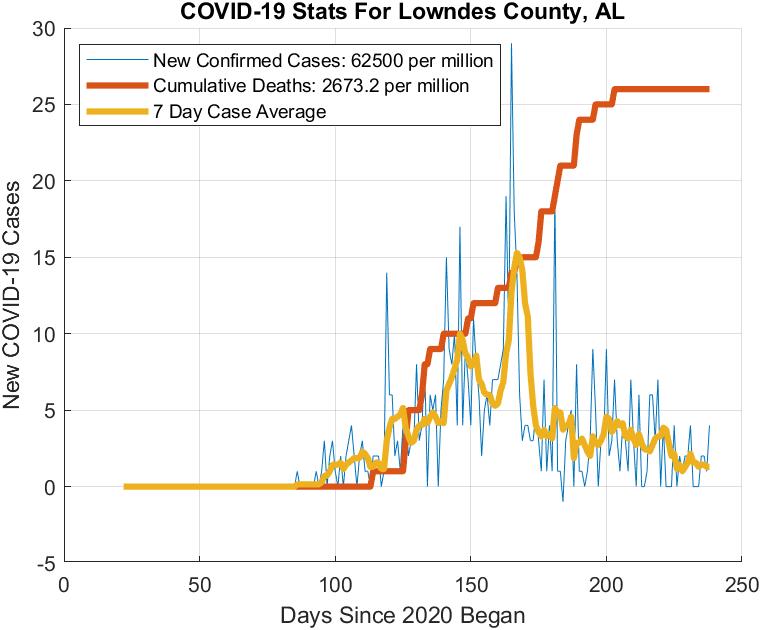 COVID-19 Stats For Lowndes County, AL
New Confirmed Cases: 62500 per million
Cumulative Deaths: 2673.2 per million
7 Day Case Average
New COVID-19 Cases
30
25
20
15
10
5
0
-5
0 50 100 150 200 250
Days Since 2020 Began